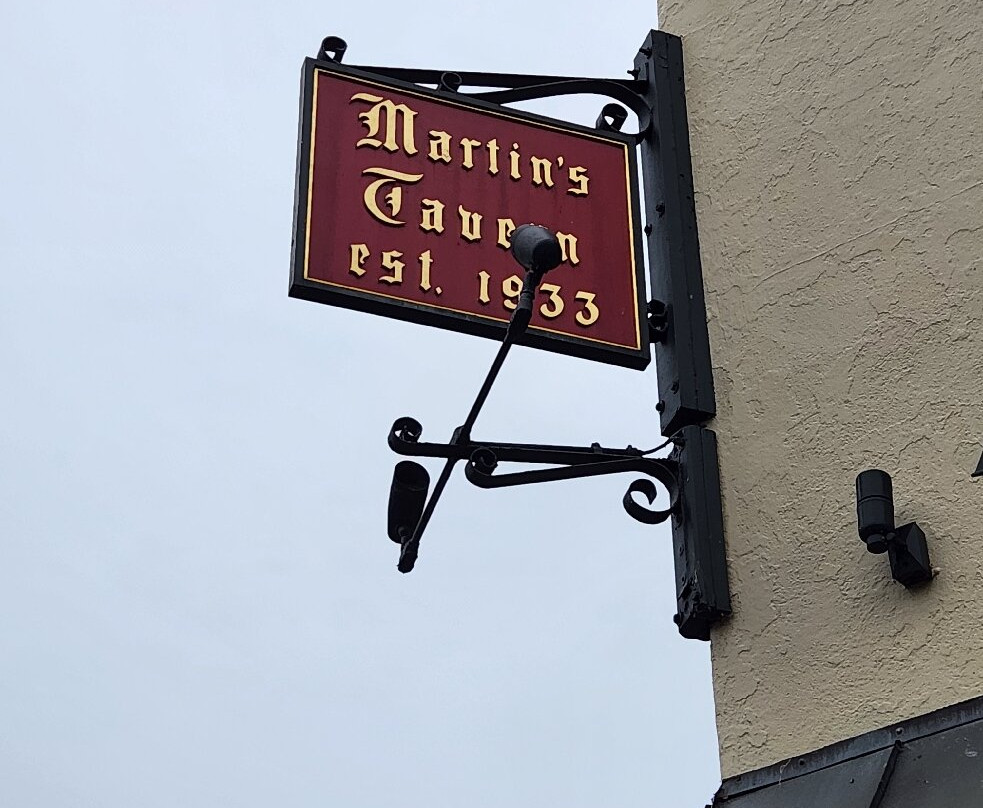 Martin's
Tavern
est. 1933